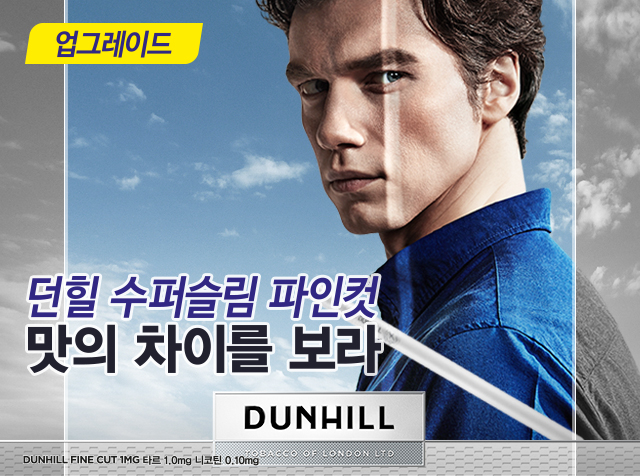 업그레이드
던힐 수퍼슬림 파인컷
맛의 차이를 보라
DUNHILL
TOBACCO OF LONDON LTD
DUNHILL FINE CUT 1MG 타르 1.0mg 니코틴 0.10mg